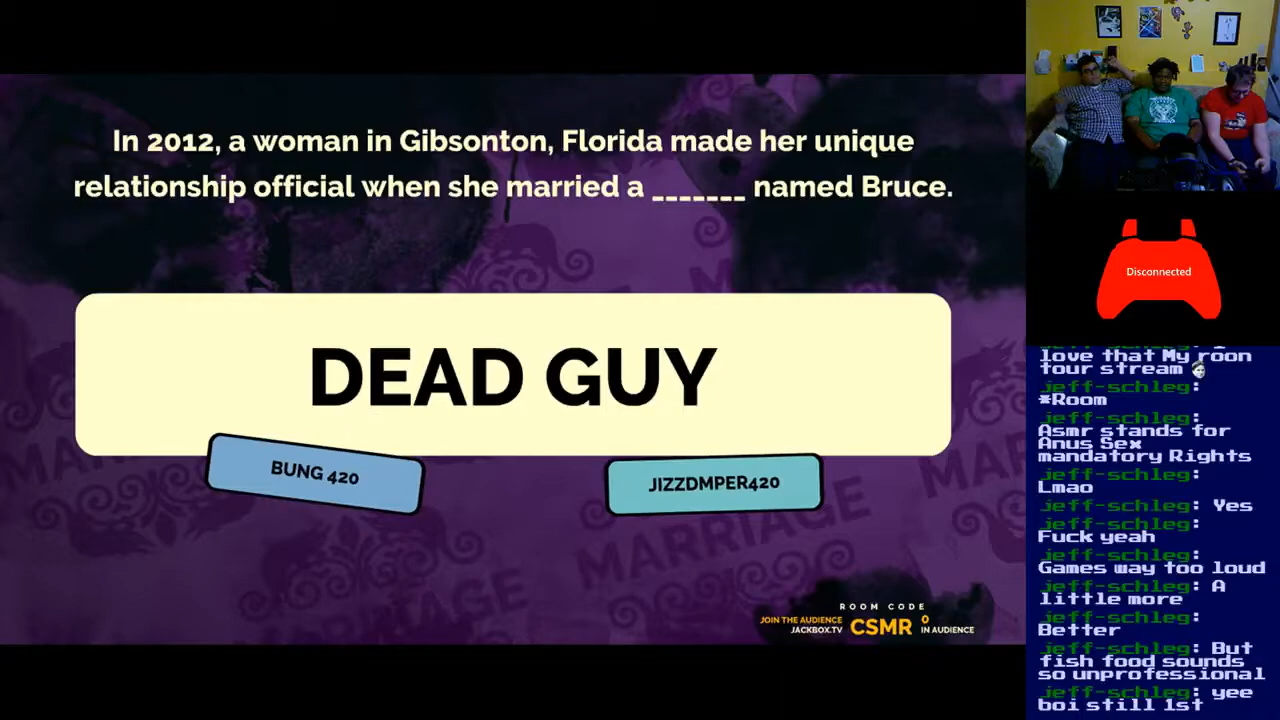 In 2012, a woman in Gibsonton, Florida made her unique
relationship official when she married a _______ named Bruce.
DEAD GUY
BUNG 420
JIZZDMPER420
MARRIAGE
ROOM CODE
JOIN THE AUDIENCE
JACKBOX.TV
CSMR
0
IN AUDIENCE
Disconnected
jeff-schleg: I
love that My roon
tour stream
jeff-schleg:
*Room
jeff-schleg:
Asmr stands for
Anus Sex
mandatory Rights
jeff-schleg:
Lmao
jeff-schleg: Yes
jeff-schleg:
Fuck yeah
jeff-schleg:
Games way too loud
jeff-schleg: A
little more
jeff-schleg:
Better
jeff-schleg: But
fish food sounds
so unprofessional
jeff-schleg: yee
boi still 1st